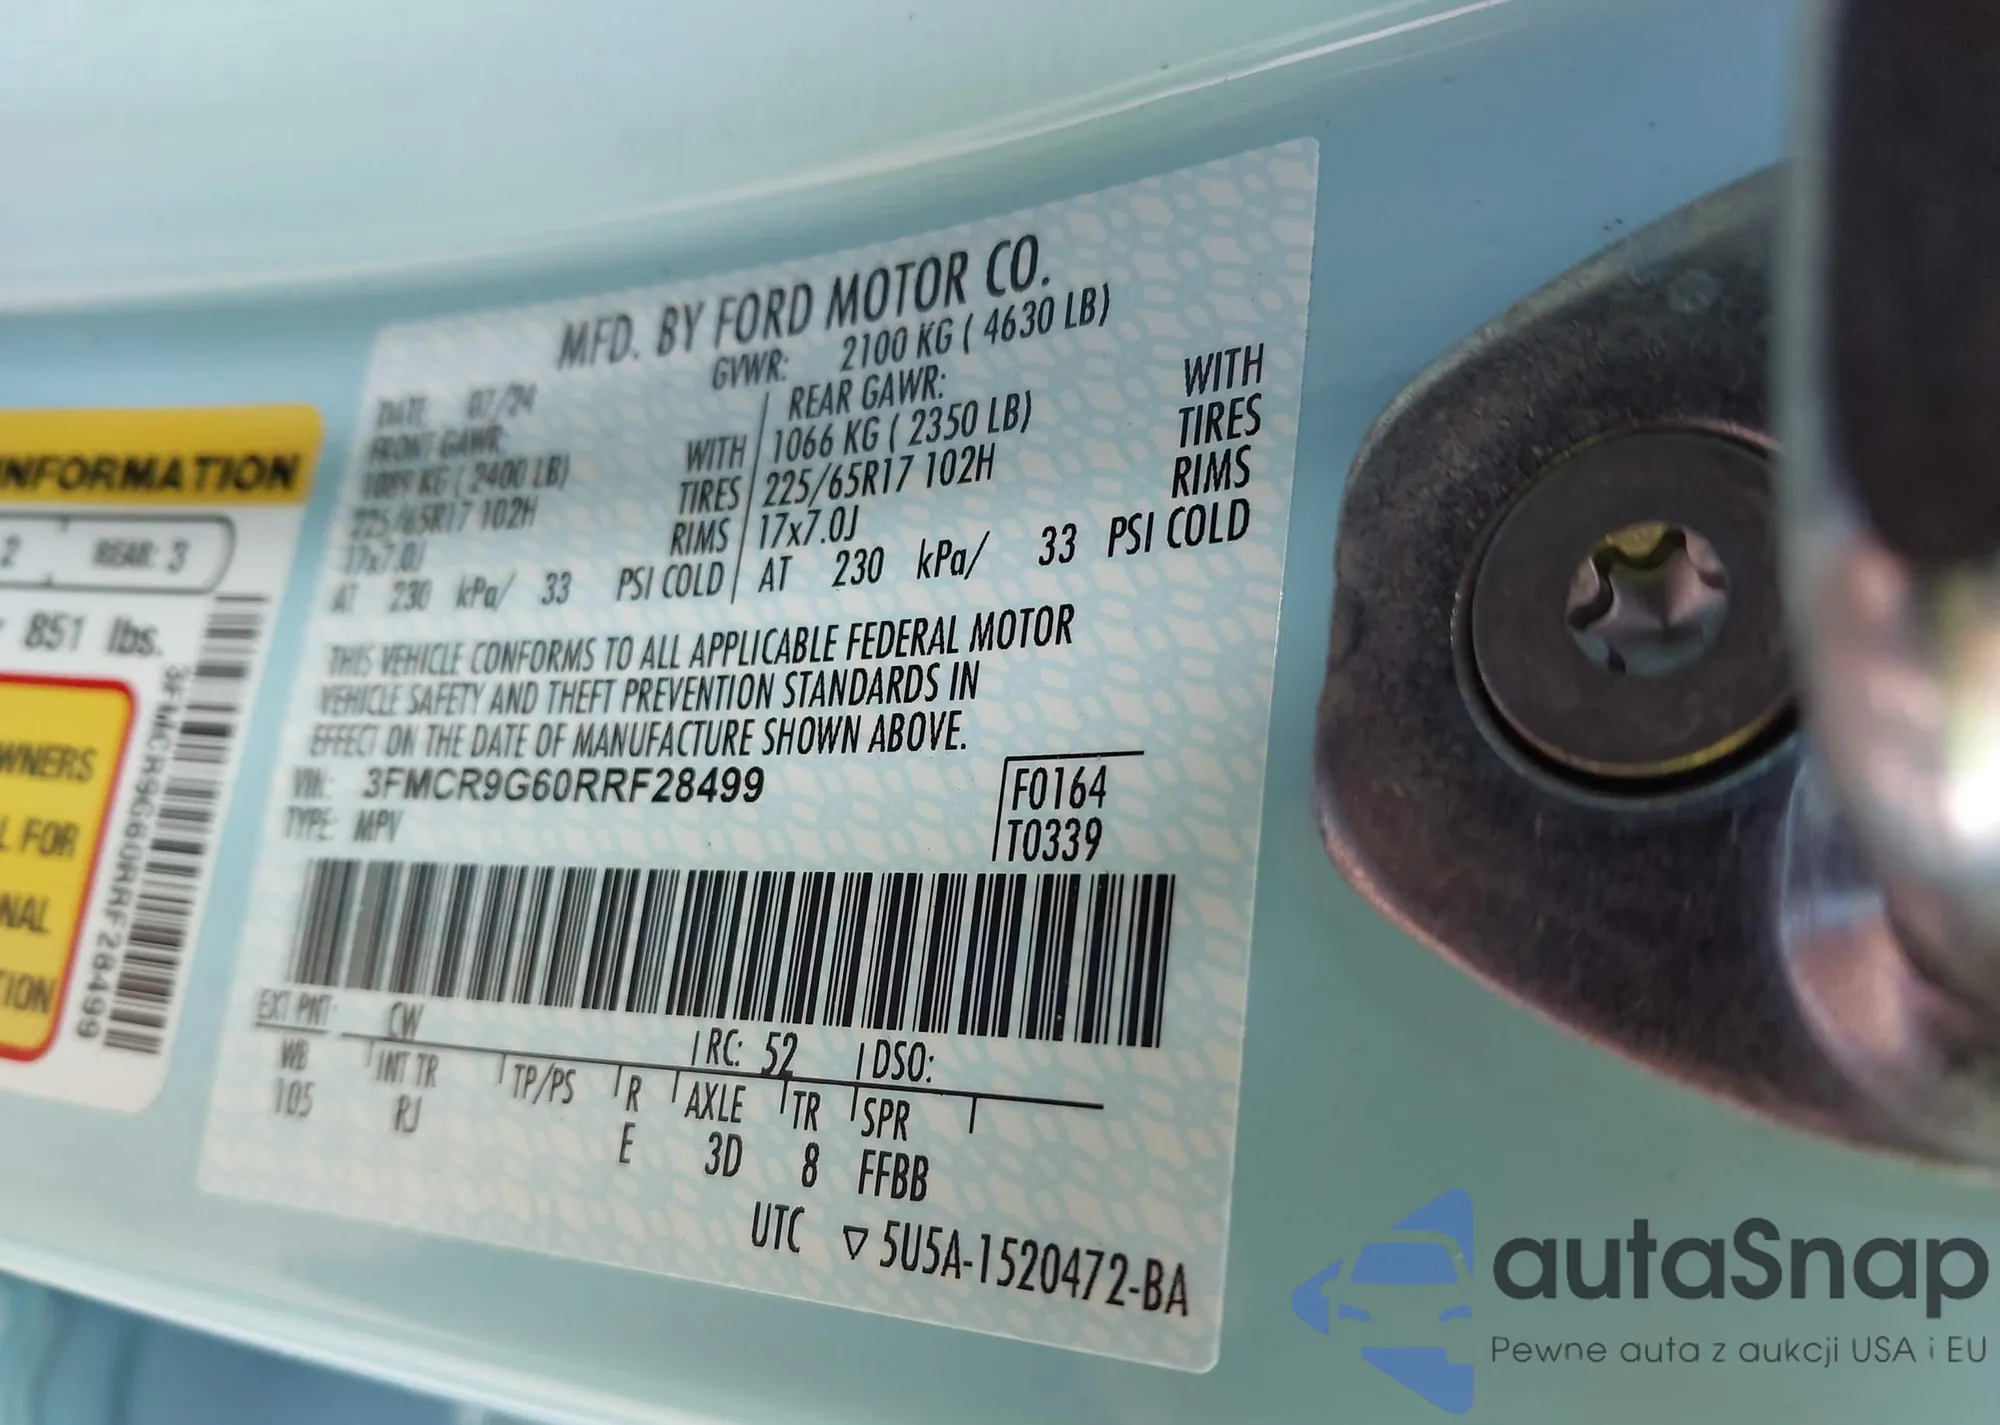 INFORMATION
2 REAR: 3
851 lbs.
WNERS
L FOR
NAL
TION
3FMCR9G60RRF28499
MFD. BY FORD MOTOR CO.
DATE 07/24 GVWR: 2100 KG ( 4630 LB)
FRONT GAWR: REAR GAWR:
1089 KG ( 2400 LB) WITH 1066 KG ( 2350 LB) WITH
225/65R17 102H TIRES 225/65R17 102H TIRES
17x7.0J RIMS 17x7.0J RIMS
AT 230 kPa/ 33 PSI COLD AT 230 kPa/ 33 PSI COLD
THIS VEHICLE CONFORMS TO ALL APPLICABLE FEDERAL MOTOR
VEHICLE SAFETY AND THEFT PREVENTION STANDARDS IN
EFFECT ON THE DATE OF MANUFACTURE SHOWN ABOVE.
VIN: 3FMCR9G60RRF28499 F0164
TYPE: MPV T0339
EXT PNT: CW RC: 52 DSO:
WB INT TR TP/PS R AXLE TR SPR
105 RJ E 3D 8 FFBB
UTC ▽ 5U5A-1520472-BA
autaSnap
Pewne auta z aukcji USA i EU